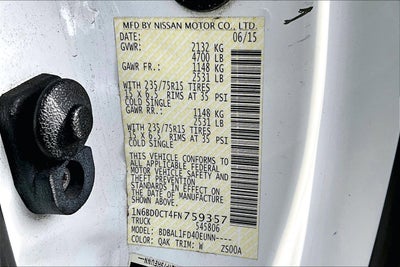 MFD BY NISSAN MOTOR CO., LTD.
DATE: 06/15
GVWR: 2132 KG
4700 LB
GAWR FR.: 1148 KG
2531 LB
WITH 235/75R15 TIRES
15 x 6.5 RIMS AT 35 PSI
COLD SINGLE
GAWR RR.: 1148 KG
2531 LB
WITH 235/75R15 TIRES
15 X 6.5 RIMS AT 35 PSI
COLD SINGLE
THIS VEHICLE CONFORMS TO
ALL APPLICABLE FEDERAL
MOTOR VEHICLE SAFETY AND
THEFT PREVENTION STANDARDS
IN EFFECT ON THE DATE OF
MANUFACTURE SHOWN ABOVE.
1N6BD0CT4FN759357
TRUCK 545806
MODEL: BDBAL1FD40EUNN----
COLOR: QAK TRIM: W Z500A